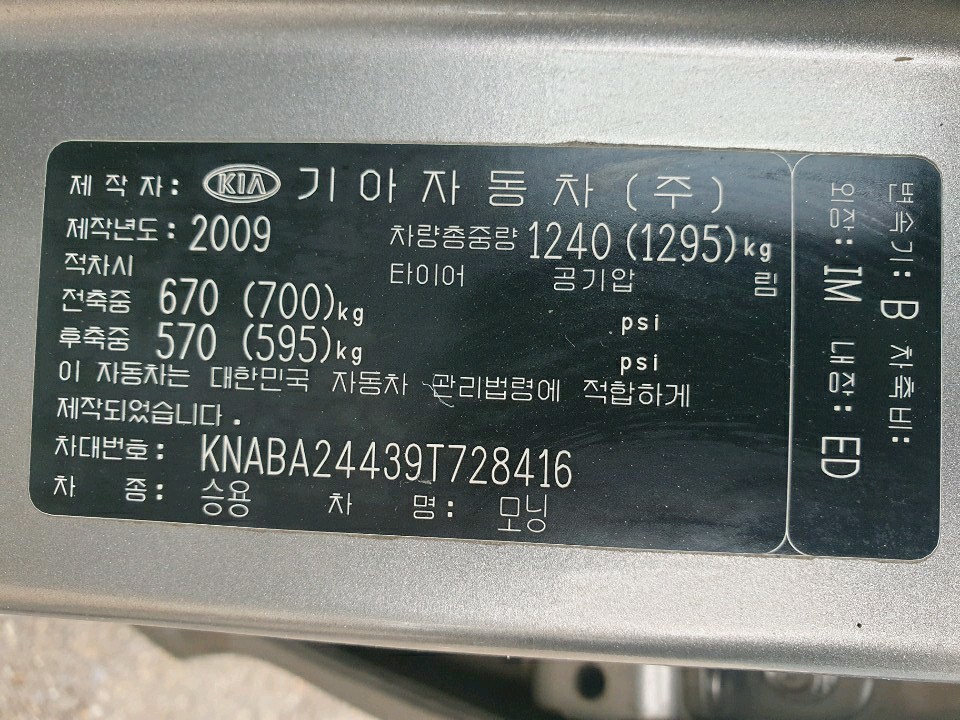 제 작 자 : KIA 기 아 자 동 차 ( 주 )
제작년도 : 2009 차량총중량 1240 (1295)kg
적차시 타이어 공기압 림
전축중 670 (700)kg psi
후축중 570 (595)kg psi
이 자동차는 대한민국 자동차 관리법령에 적합하게
제작되었습니다 .
차대번호 : KNABA24439T728416
차 종 : 승용 차 명 : 모닝
변속기 : B 차축비 :
외장 : IM 내장 : ED